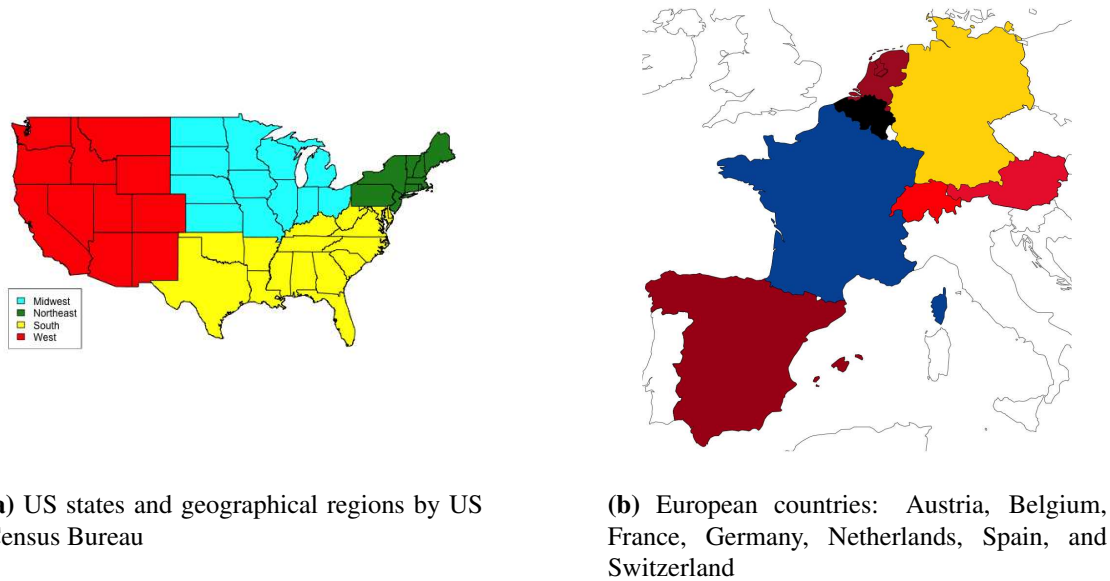 Midwest
Northeast
South
West
) US states and geographical regions by US
Census Bureau
(b) European countries: Austria, Belgium,
France, Germany, Netherlands, Spain, and
Switzerland